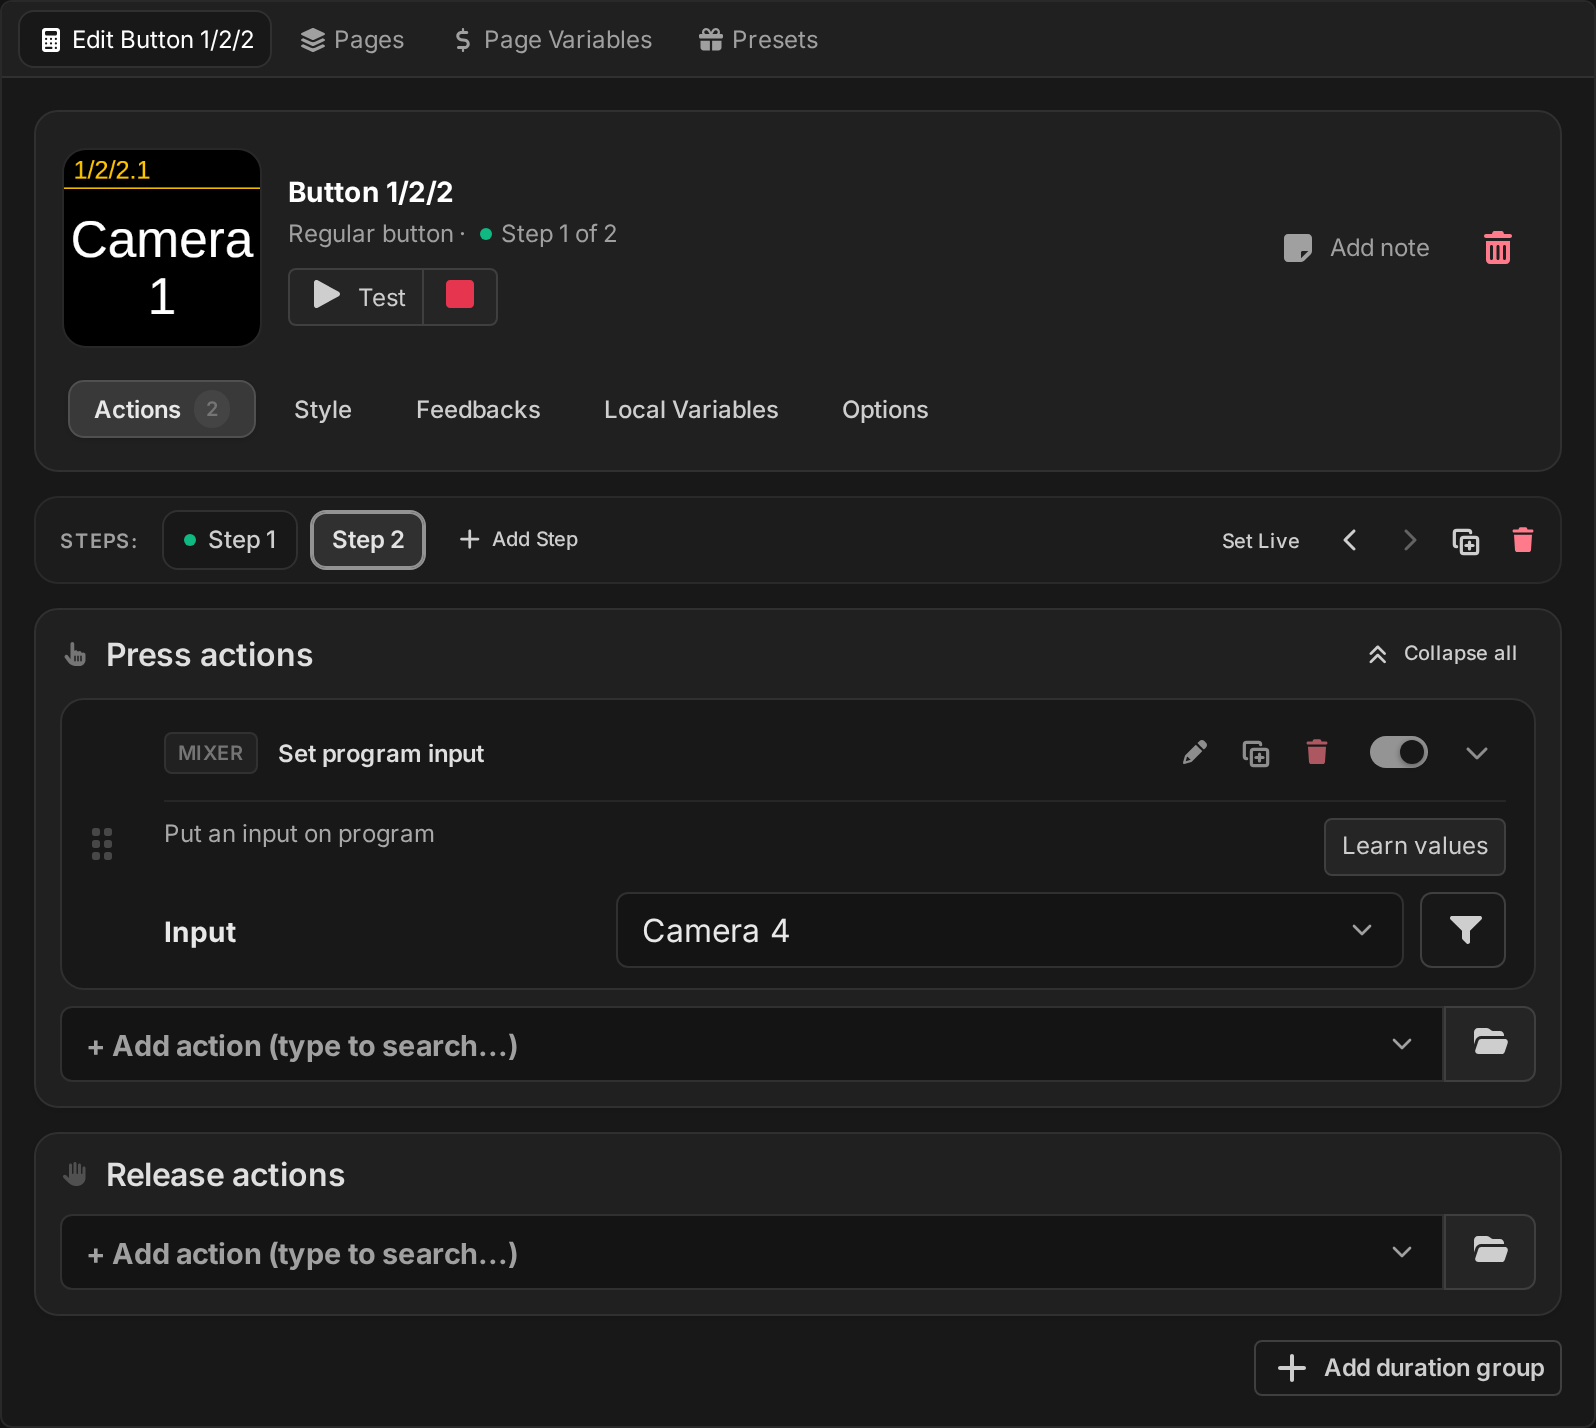 Edit Button 1/2/2
Pages
Page Variables
Presets
1/2/2.1
Camera
1
Button 1/2/2
Regular button · Step 1 of 2
Test
Add note
Actions 2
Style
Feedbacks
Local Variables
Options
STEPS:
Step 1
Step 2
Add Step
Set Live
Press actions
Collapse all
MIXER
Set program input
Put an input on program
Learn values
Input
Camera 4
+ Add action (type to search...)
Release actions
+ Add action (type to search...)
Add duration group